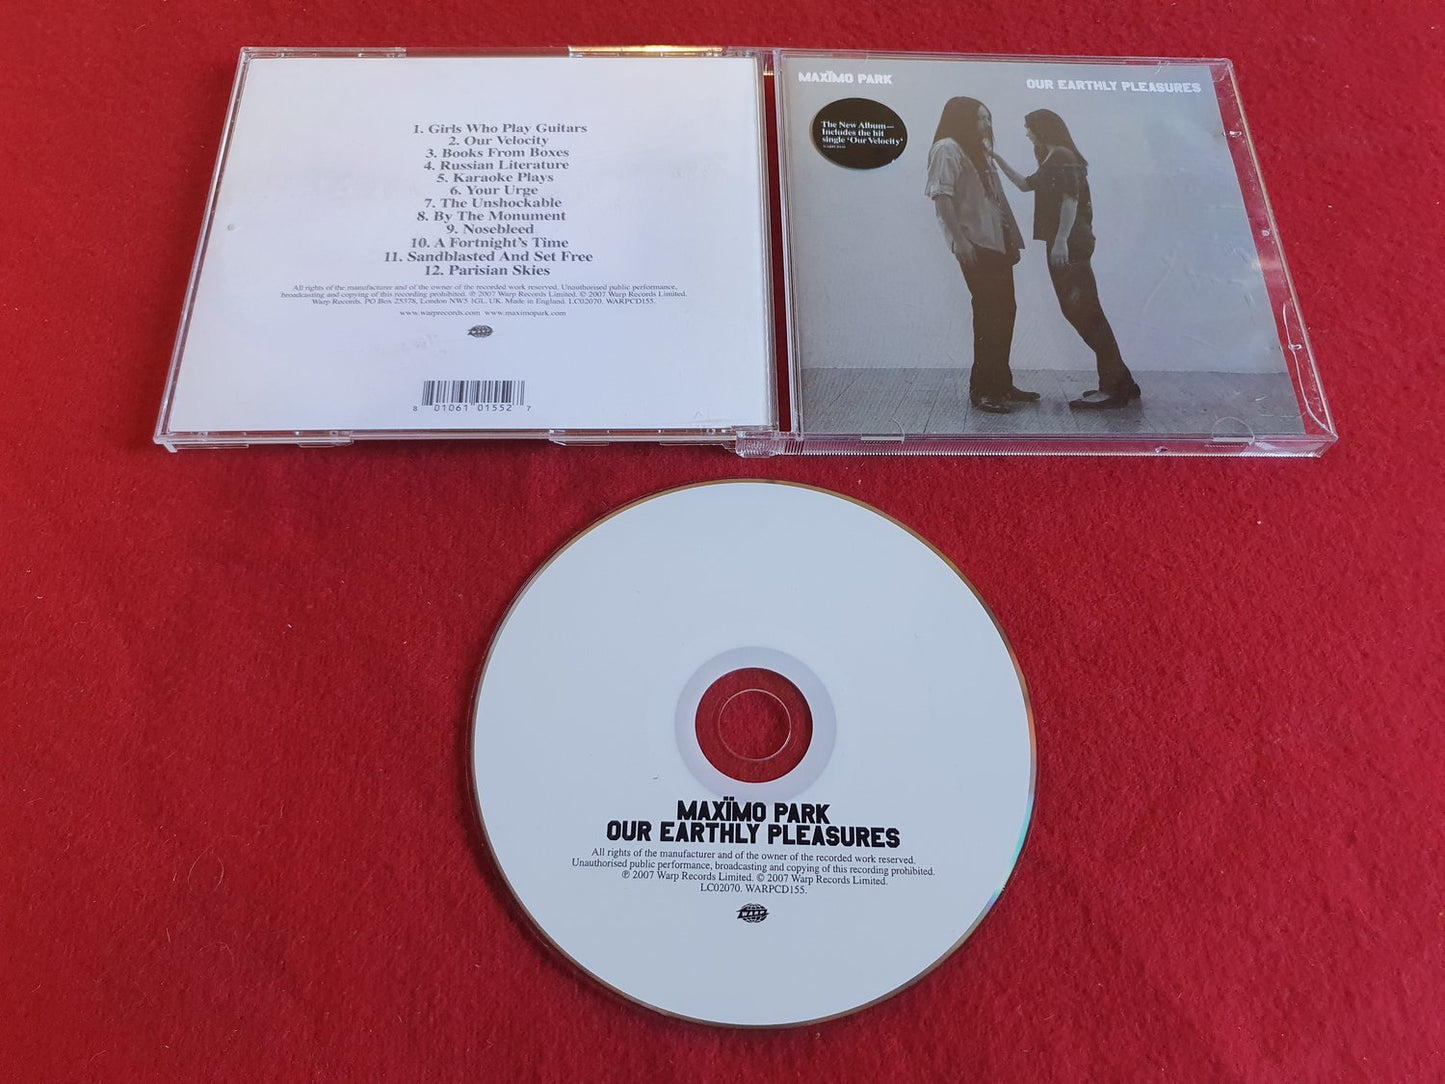 1. Girls Who Play Guitars
2. Our Velocity
3. Books From Boxes
4. Russian Literature
5. Karaoke Plays
6. Your Urge
7. The Unshockable
8. By The Monument
9. Nosebleed
10. A Fortnight's Time
11. Sandblasted And Set Free
12. Parisian Skies
All rights of the manufacturer and of the owner of the recorded work reserved. Unauthorised public performance,
broadcasting and copying of this recording prohibited. ℗ 2007 Warp Records Limited. © 2007 Warp Records Limited.
Warp Records. PO Box 25378, London NW5 1GL, UK. Made in England. LC02070. WARPCD155.
www.warprecords.com www.maximopark.com
8 01061 01552 7
MAXÏMO PARK
OUR EARTHLY PLEASURES
The New Album—
Includes the hit
single 'Our Velocity'
MAXÏMO PARK
OUR EARTHLY PLEASURES
All rights of the manufacturer and of the owner of the recorded work reserved.
Unauthorised public performance, broadcasting and copying of this recording prohibited.
℗ 2007 Warp Records Limited. © 2007 Warp Records Limited.
LC02070. WARPCD155.